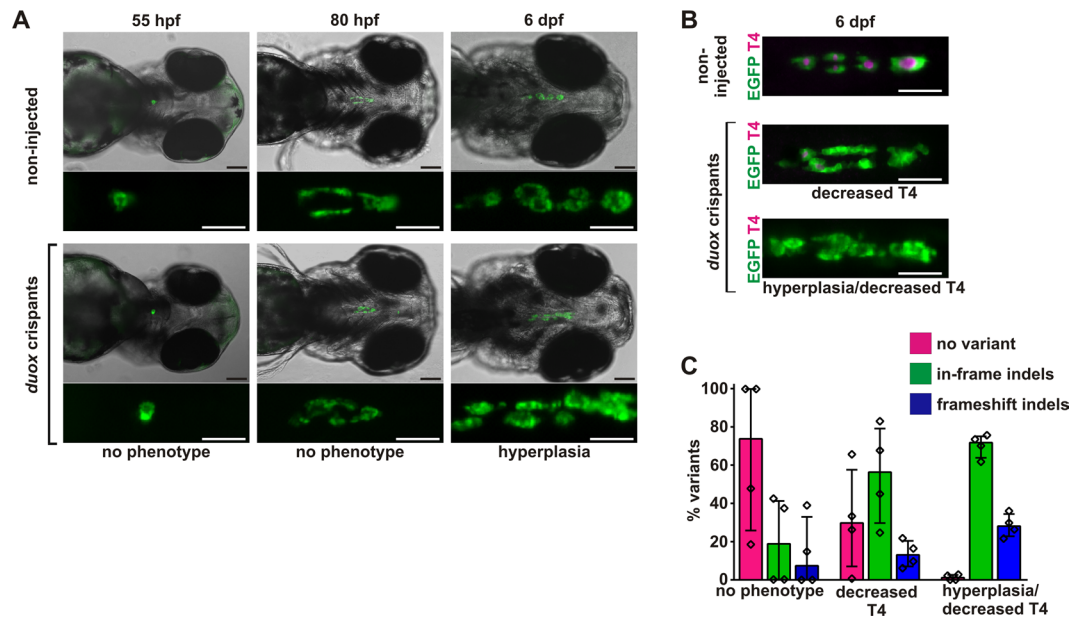 A
55 hpf
80 hpf
6 dpf
non-injected
duox crispants
no phenotype
no phenotype
hyperplasia
B
6 dpf
non-
injected
EGFP T4
duox crispants
EGFP T4
decreased T4
EGFP T4
hyperplasia/decreased T4
C
no variant
in-frame indels
frameshift indels
% variants
100
80
60
40
20
0
no phenotype
decreased
T4
hyperplasia/
decreased T4